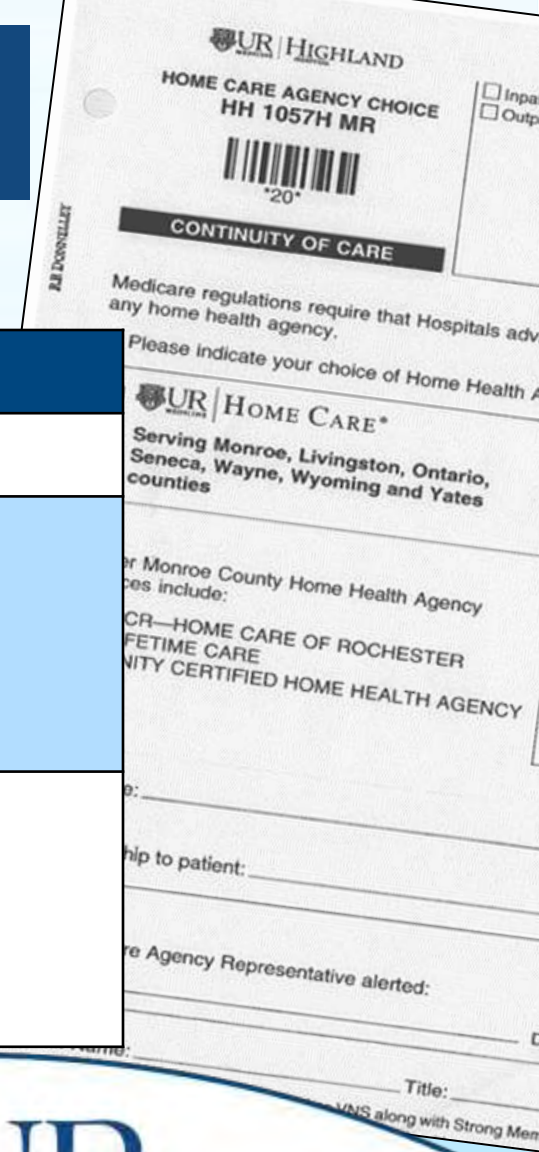 UR | HIGHLAND
HOME CARE AGENCY CHOICE
HH 1057H MR
*20*
CONTINUITY OF CARE
R.R DONNELLEY
Inpa
Outp
Medicare regulations require that Hospitals adv
any home health agency.
Please indicate your choice of Home Health A
UR | HOME CARE*
Serving Monroe, Livingston, Ontario,
Seneca, Wayne, Wyoming and Yates
counties
er Monroe County Home Health Agency
ces include:
CR—HOME CARE OF ROCHESTER
FETIME CARE
NITY CERTIFIED HOME HEALTH AGENCY
e:
hip to patient:
re Agency Representative alerted:
D
Name:
Title:
VNS along with Strong Mem
UR